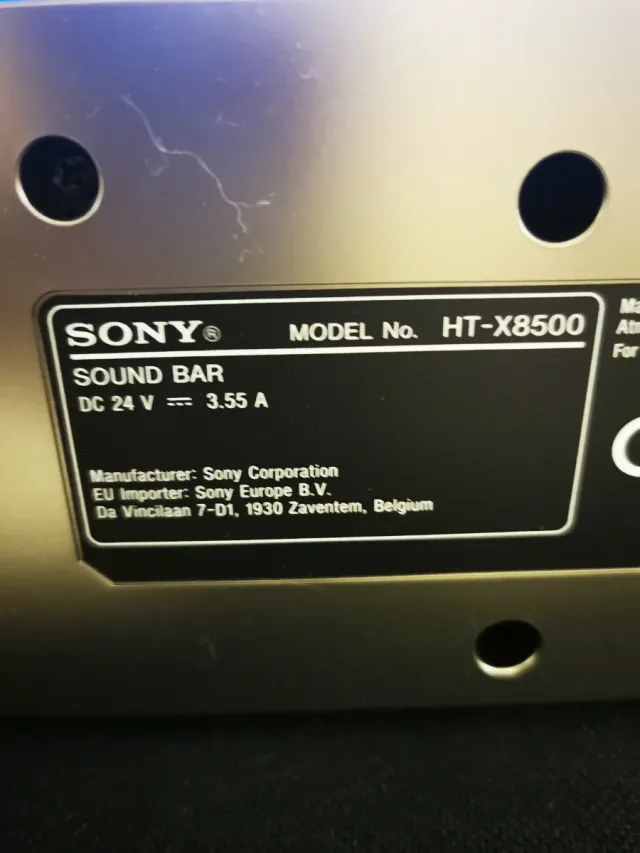 SONY® MODEL No. HT-X8500
SOUND BAR
DC 24 V ⎓ 3.55 A
Manufacturer: Sony Corporation
EU Importer: Sony Europe B.V.
Da Vincilaan 7-D1, 1930 Zaventem, Belgium
For